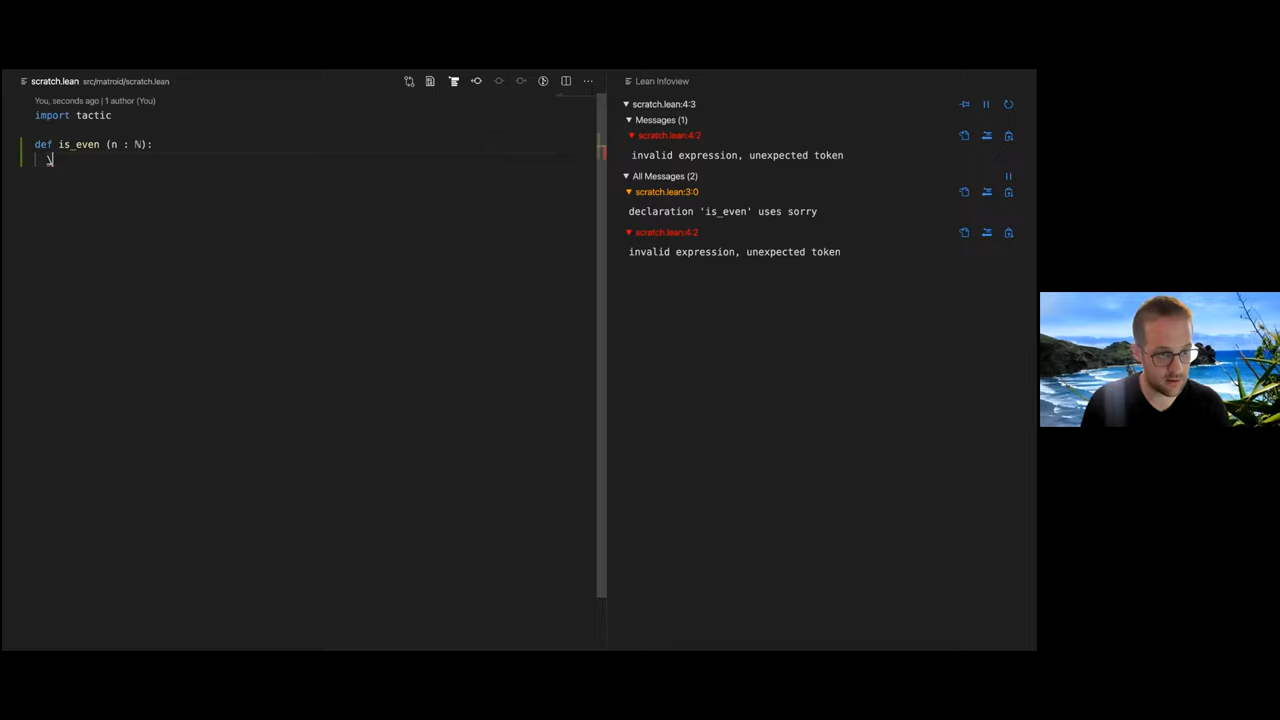 scratch.lean src/matroid/scratch.lean
You, seconds ago | 1 author (You)
import tactic
def is_even (n : ℕ):
\
Lean Infoview
scratch.lean:4:3
Messages (1)
scratch.lean:4:2
invalid expression, unexpected token
All Messages (2)
scratch.lean:3:0
declaration 'is_even' uses sorry
scratch.lean:4:2
invalid expression, unexpected token